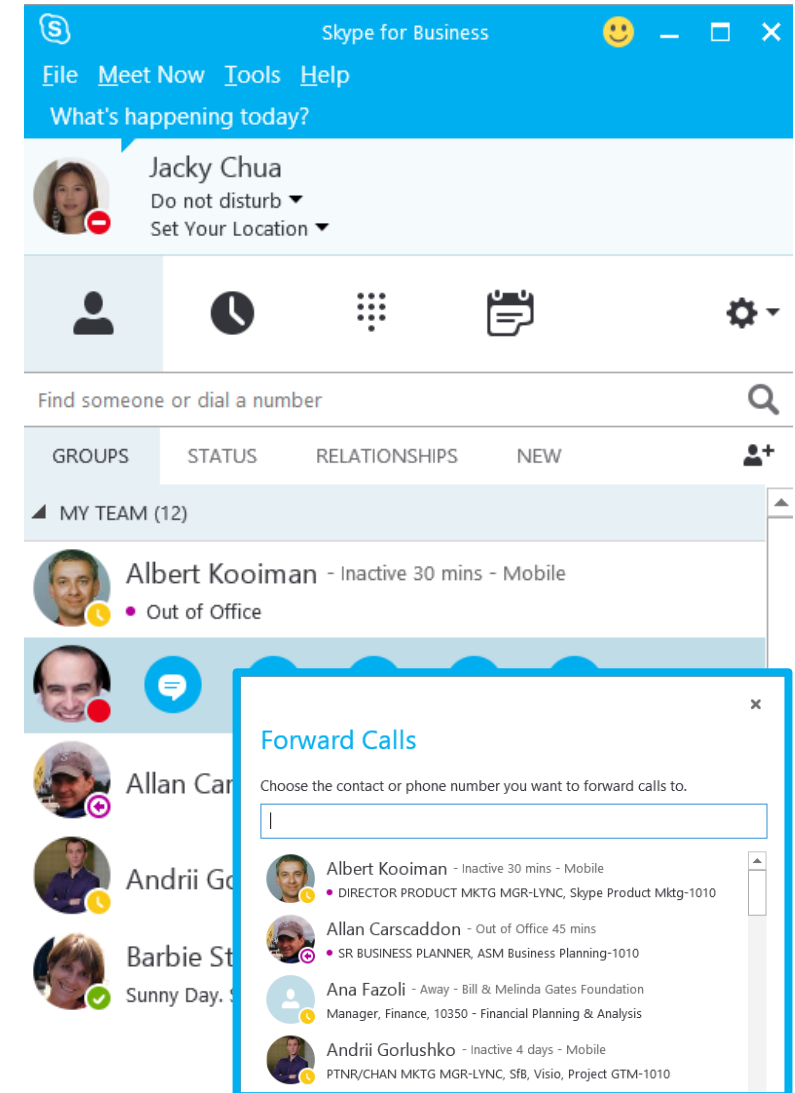 Skype for Business
File Meet Now Tools Help
What's happening today?
Jacky Chua
Do not disturb
Set Your Location
Find someone or dial a number
GROUPS STATUS RELATIONSHIPS NEW
MY TEAM (12)
Albert Kooiman - Inactive 30 mins - Mobile
Out of Office
Allan Car
Andrii Go
Barbie St
Sunny Day.
Forward Calls
Choose the contact or phone number you want to forward calls to.
Albert Kooiman - Inactive 30 mins - Mobile
• DIRECTOR PRODUCT MKTG MGR-LYNC, Skype Product Mktg-1010
Allan Carscaddon - Out of Office 45 mins
• SR BUSINESS PLANNER, ASM Business Planning-1010
Ana Fazoli - Away - Bill & Melinda Gates Foundation
Manager, Finance, 10350 - Financial Planning & Analysis
Andrii Gorlushko - Inactive 4 days - Mobile
PTNR/CHAN MKTG MGR-LYNC, SfB, Visio, Project GTM-1010